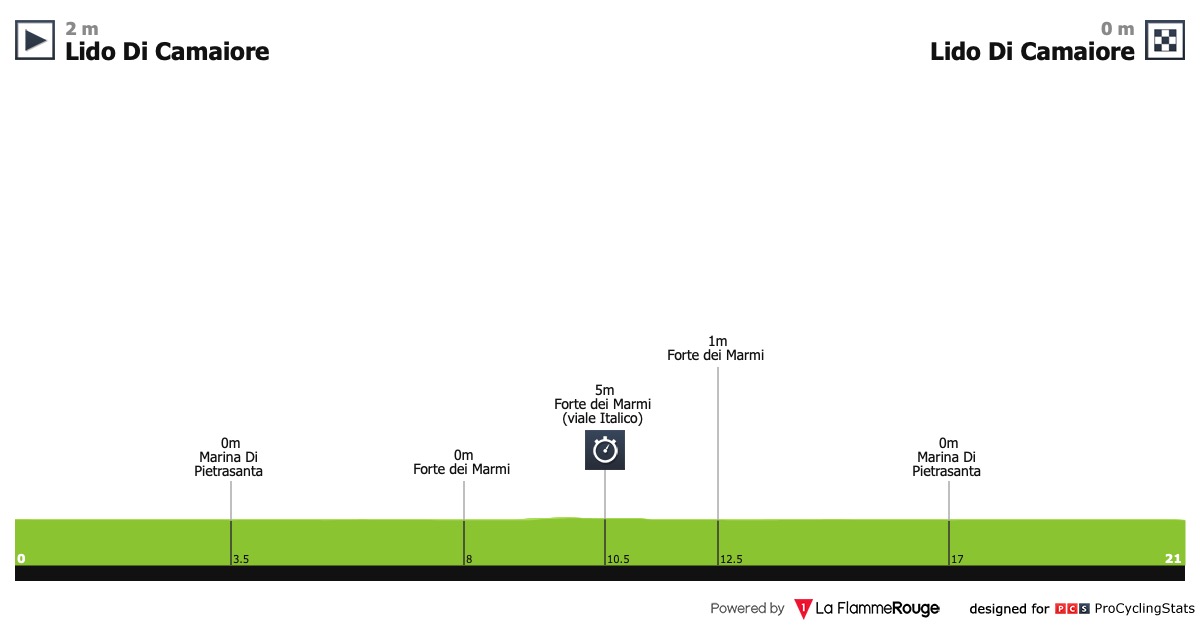 2 m
Lido Di Camaiore
0 m
Lido Di Camaiore
1m
Forte dei Marmi
5m
Forte dei Marmi
(viale Italico)
0m
Marina Di
Pietrasanta
0m
Forte dei Marmi
0m
Marina Di
Pietrasanta
0
3.5
8
10.5
12.5
17
21
Powered by 1 La FlammeRouge designed for PCS ProCyclingStats